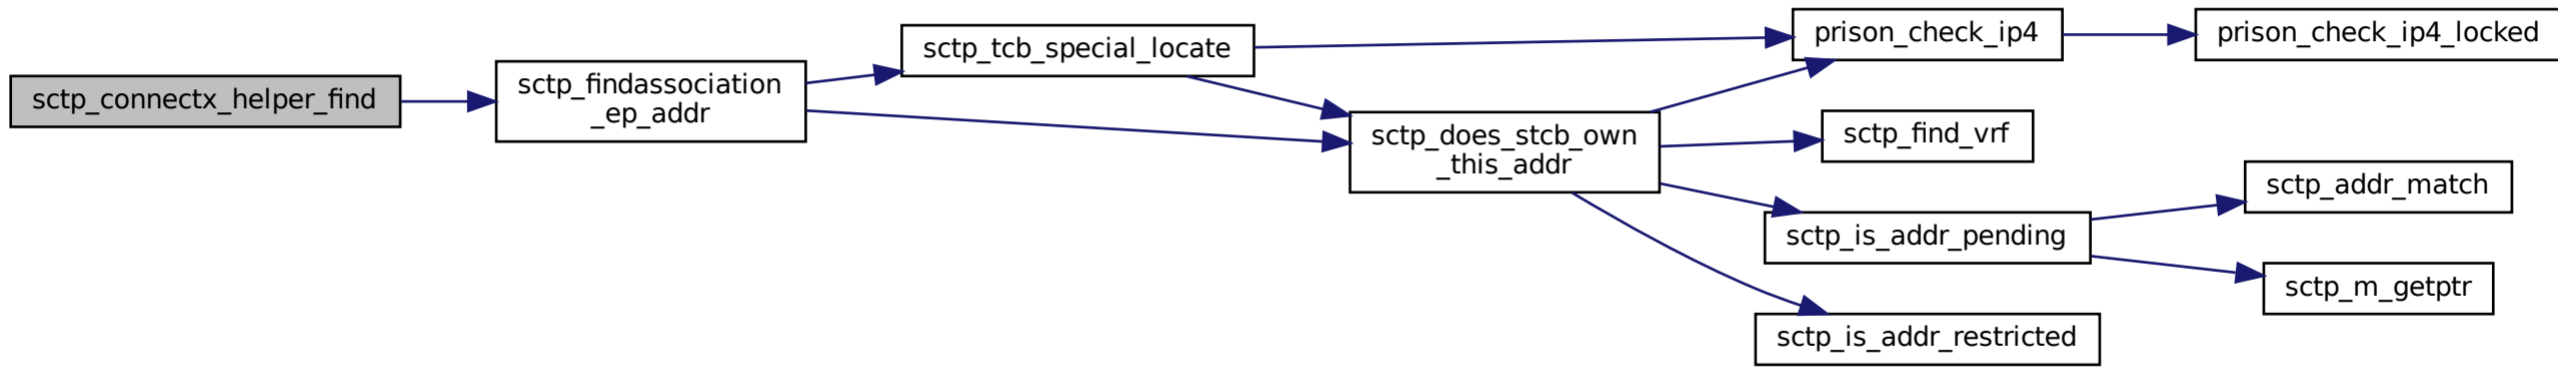 sctp_connectx_helper_find
sctp_findassociation
_ep_addr
sctp_tcb_special_locate
sctp_does_stcb_own
_this_addr
prison_check_ip4
prison_check_ip4_locked
sctp_find_vrf
sctp_is_addr_pending
sctp_addr_match
sctp_m_getptr
sctp_is_addr_restricted